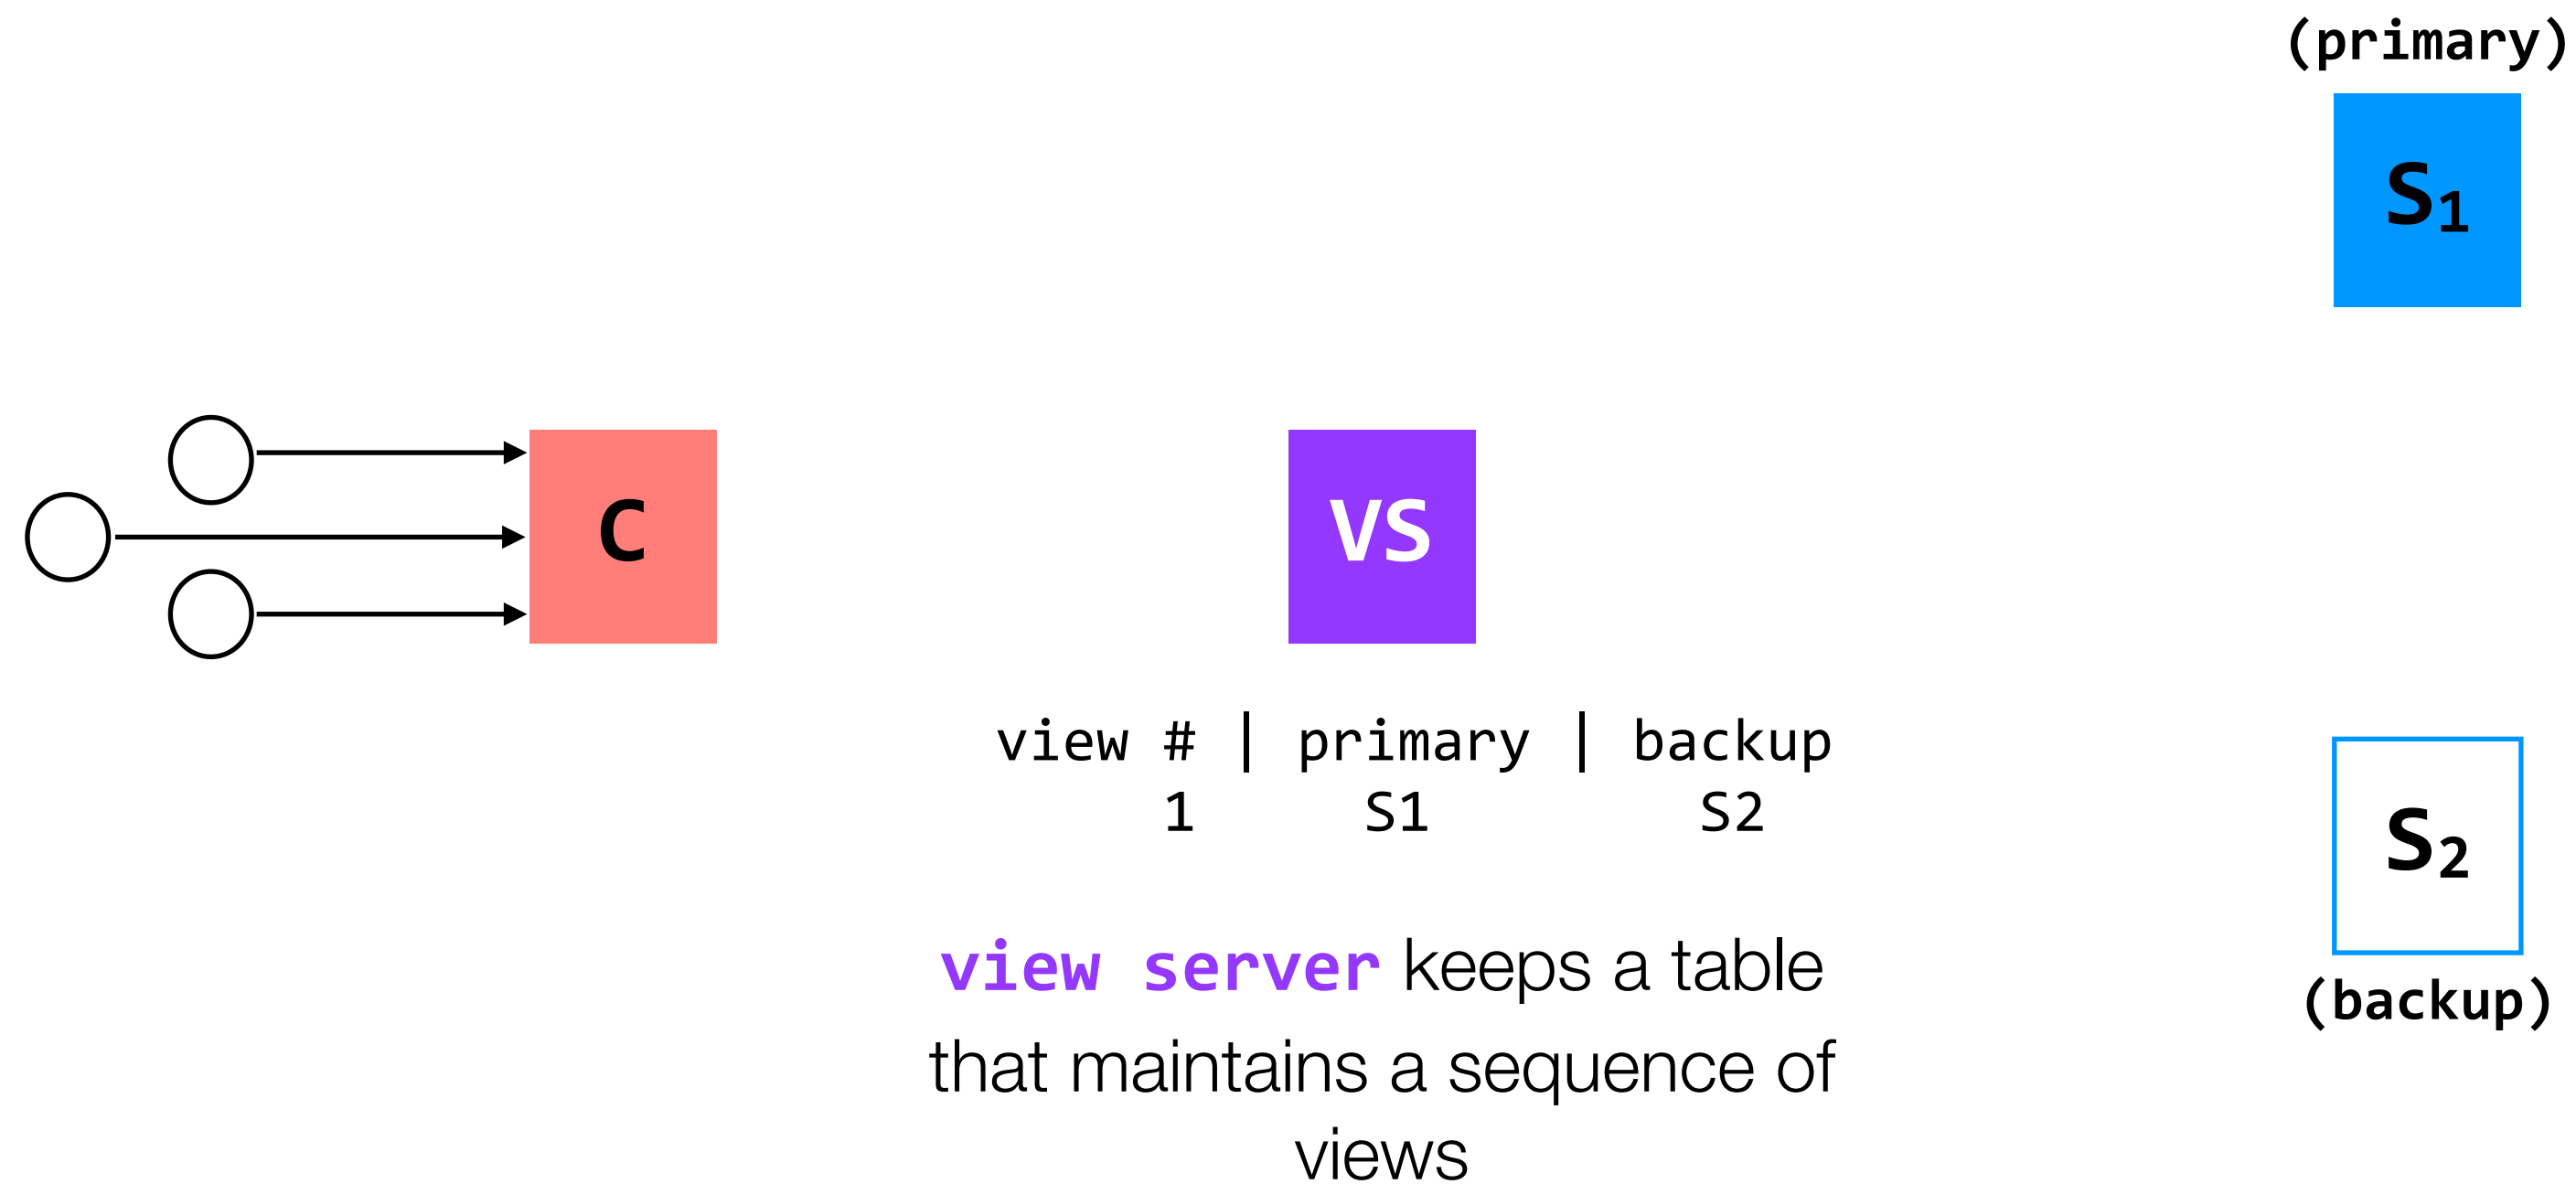 (primary)
S1
C
VS
view # | primary | backup
1 S1 S2
S2
view server keeps a table
(backup)
that maintains a sequence of
views